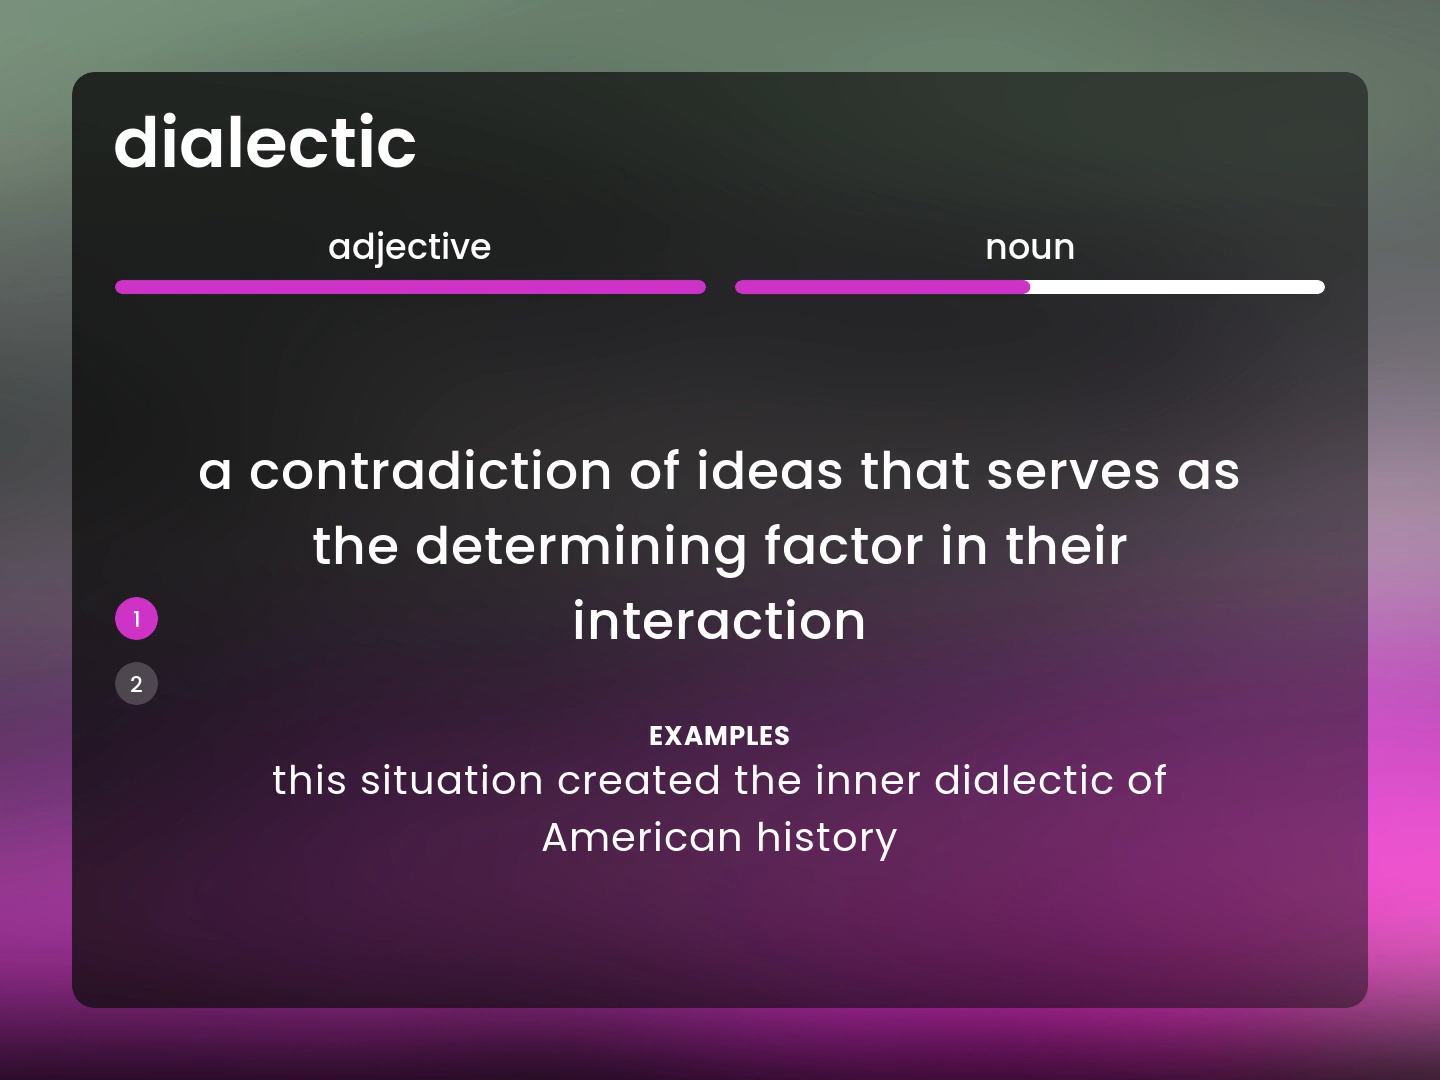 dialectic
adjective
noun
a contradiction of ideas that serves as
the determining factor in their
interaction
1
2
EXAMPLES
this situation created the inner dialectic of
American history